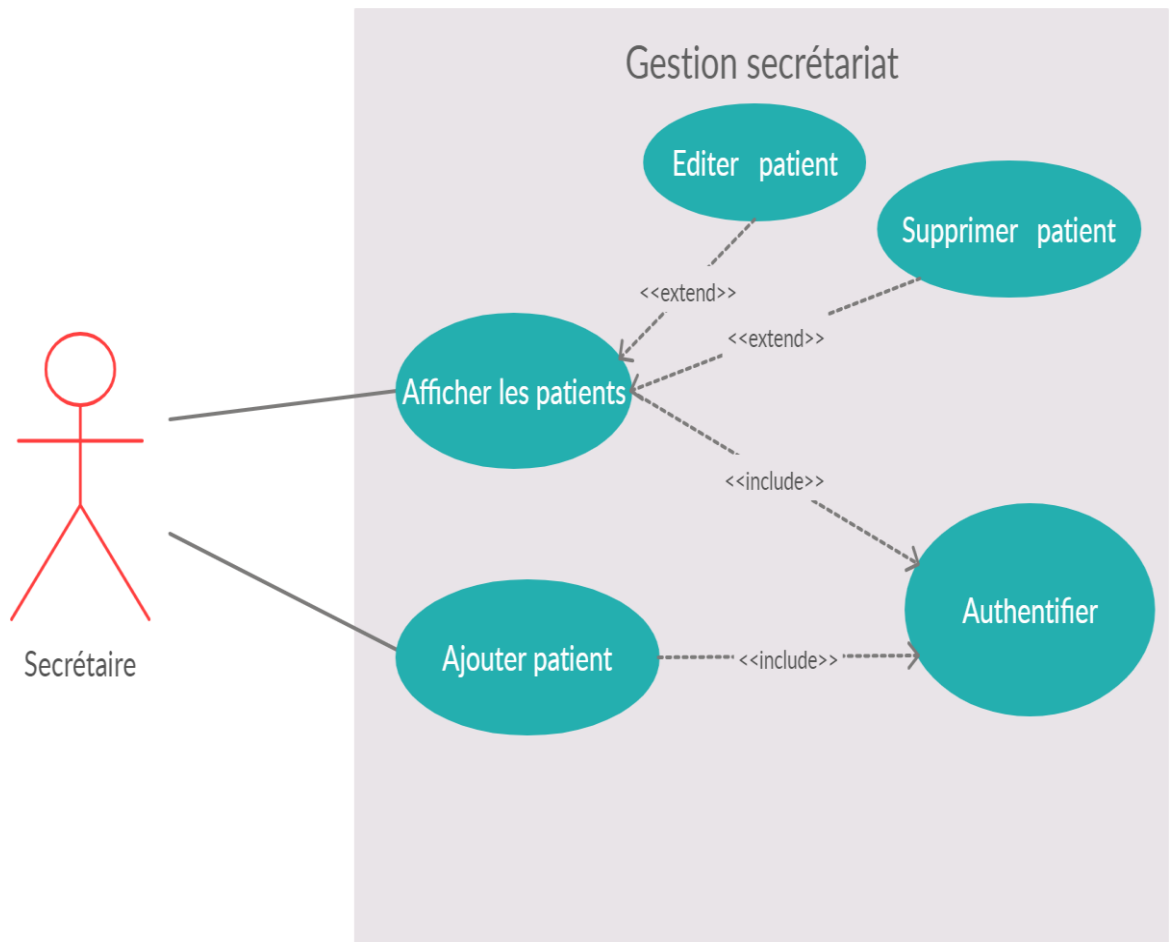 Gestion secrétariat
Editer patient
Supprimer patient
<<extend>>
<<extend>>
Afficher les patients
<<include>>
Authentifier
Ajouter patient
<<include>>
Secrétaire